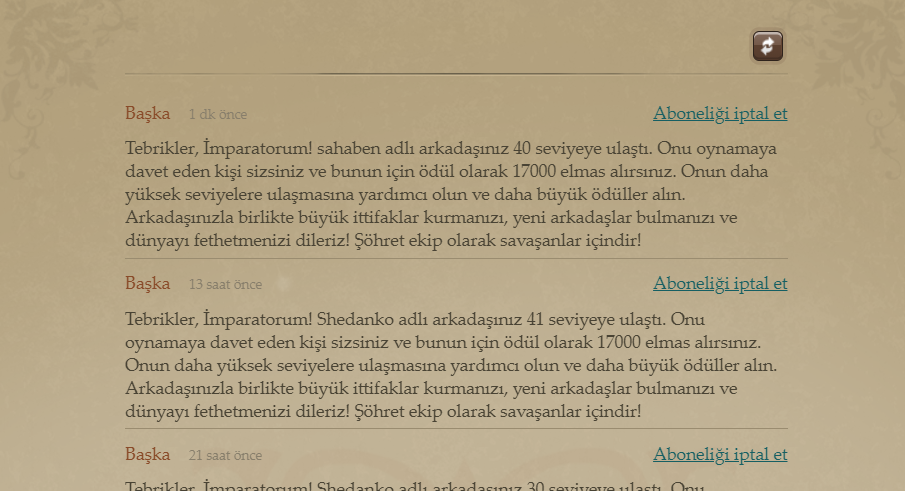 Başka 1 dk önce Aboneliği iptal et
Tebrikler, İmparatorum! sahaben adlı arkadaşınız 40 seviyeye ulaştı. Onu oynamaya
davet eden kişi sizsiniz ve bunun için ödül olarak 17000 elmas alırsınız. Onun daha
yüksek seviyelere ulaşmasına yardımcı olun ve daha büyük ödüller alın.
Arkadaşınızla birlikte büyük ittifaklar kurmanızı, yeni arkadaşlar bulmanızı ve
dünyayı fethetmenizi dileriz! Şöhret ekip olarak savaşanlar içindir!
Başka 13 saat önce Aboneliği iptal et
Tebrikler, İmparatorum! Shedanko adlı arkadaşınız 41 seviyeye ulaştı. Onu
oynamaya davet eden kişi sizsiniz ve bunun için ödül olarak 17000 elmas alırsınız.
Onun daha yüksek seviyelere ulaşmasına yardımcı olun ve daha büyük ödüller alın.
Arkadaşınızla birlikte büyük ittifaklar kurmanızı, yeni arkadaşlar bulmanızı ve
dünyayı fethetmenizi dileriz! Şöhret ekip olarak savaşanlar içindir!
Başka 21 saat önce Aboneliği iptal et
Tebrikler, İmparatorum! Shedanko adlı arkadaşınız 30 seviyeye ulaştı. Onu